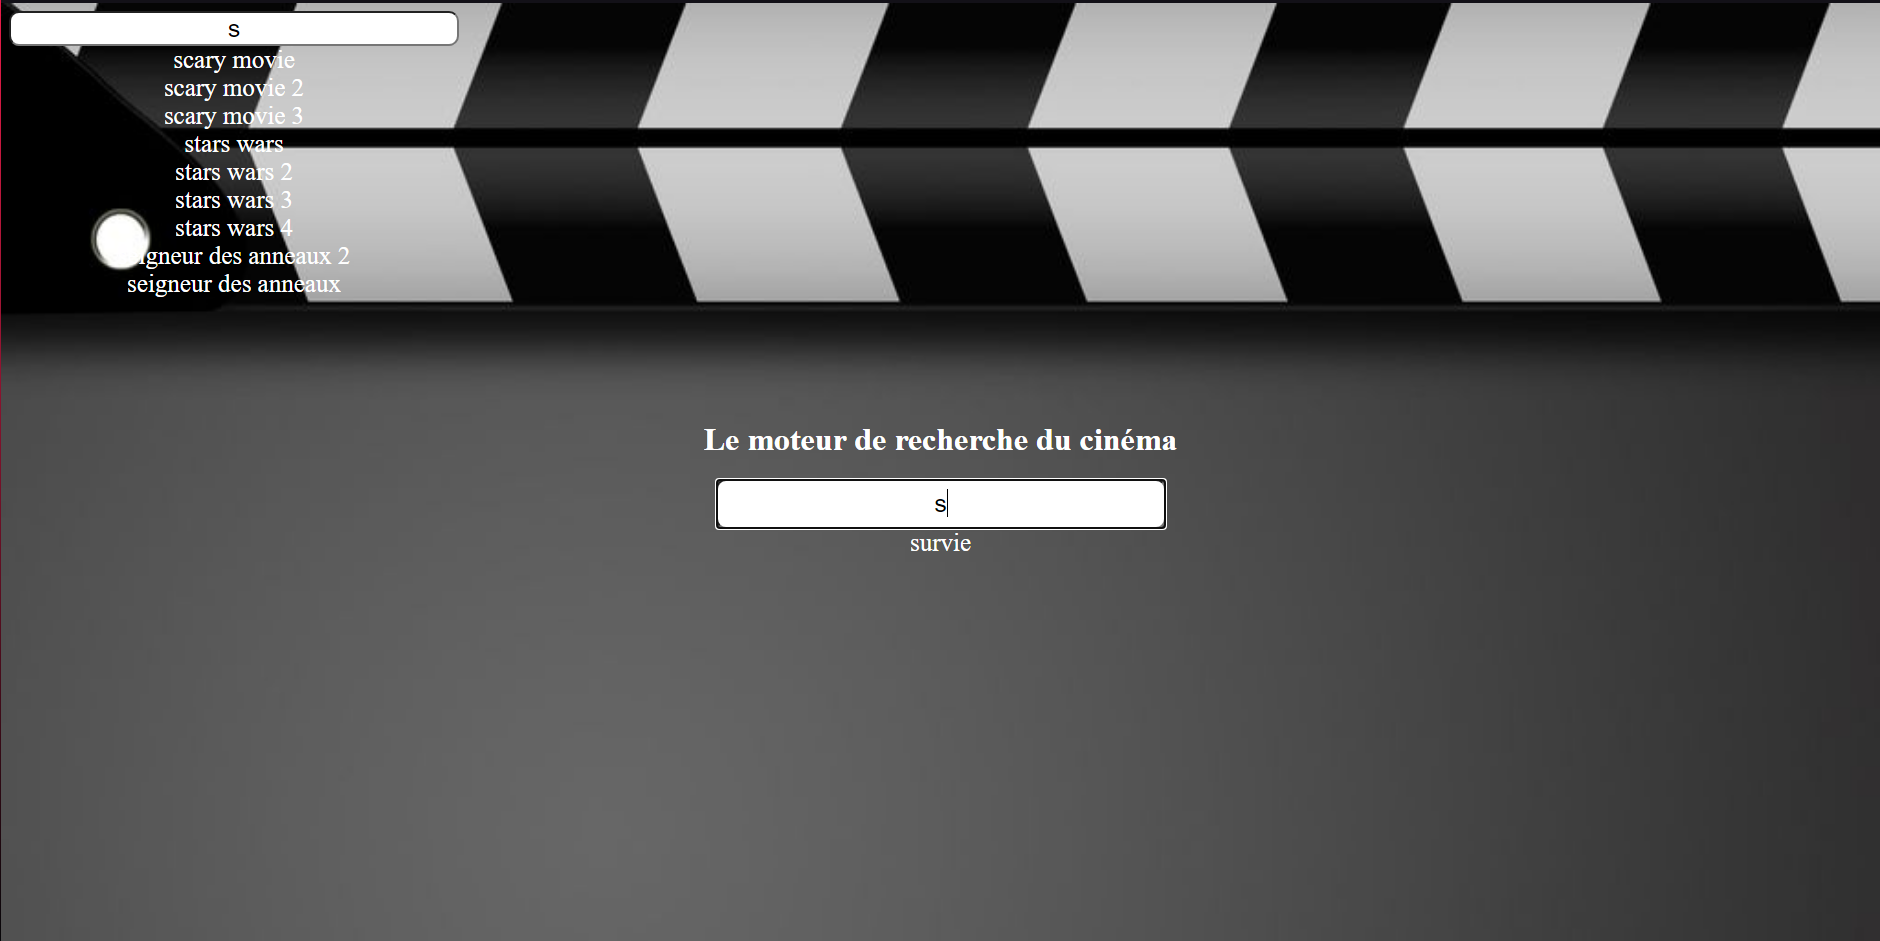 s
scary movie
scary movie 2
scary movie 3
stars wars
stars wars 2
stars wars 3
stars wars 4
igneur des anneaux 2
seigneur des anneaux
Le moteur de recherche du cinéma
s
survie